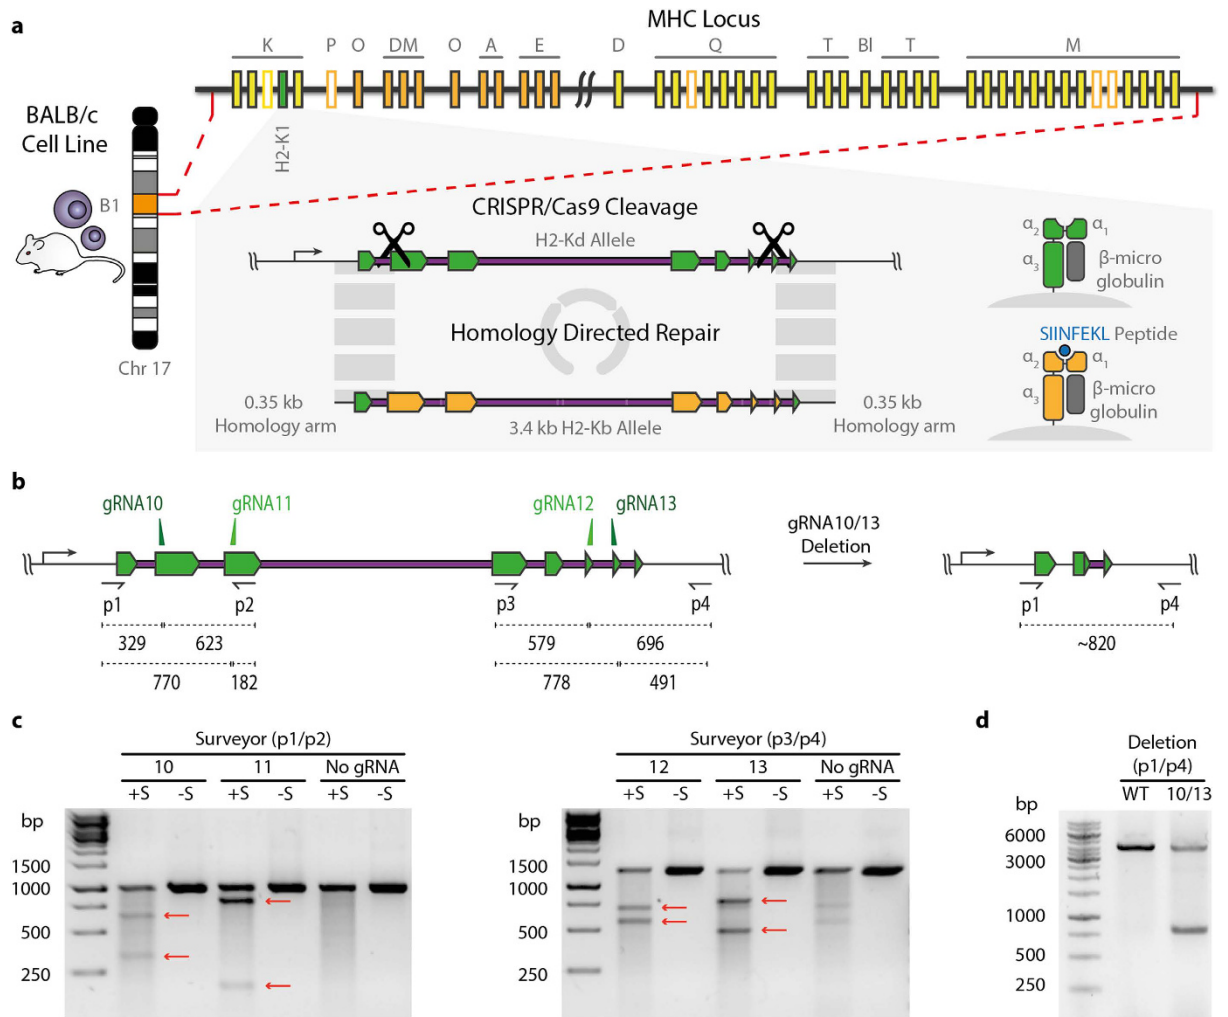 a
MHC Locus
K P O DM O A E D Q T Bl T M
BALB/c
Cell Line
H2-K1
B1
Chr 17
CRISPR/Cas9 Cleavage
H2-Kd Allele
α2 α1
α3
β-micro
globulin
Homology Directed Repair
SIINFEKL Peptide
α2 α1
α3
β-micro
globulin
0.35 kb
Homology arm
3.4 kb H2-Kb Allele
0.35 kb
Homology arm
b
gRNA10 gRNA11 gRNA12 gRNA13
gRNA10/13
Deletion
p1 p2 p3 p4 p1 p4
329 623 579 696 ~820
770 182 778 491
c
Surveyor (p1/p2)
10 11 No gRNA
+S -S +S -S +S -S
bp
1500
1000
500
250
Surveyor (p3/p4)
12 13 No gRNA
+S -S +S -S +S -S
bp
1500
1000
500
250
d
Deletion
(p1/p4)
WT 10/13
bp
6000
3000
1000
500
250